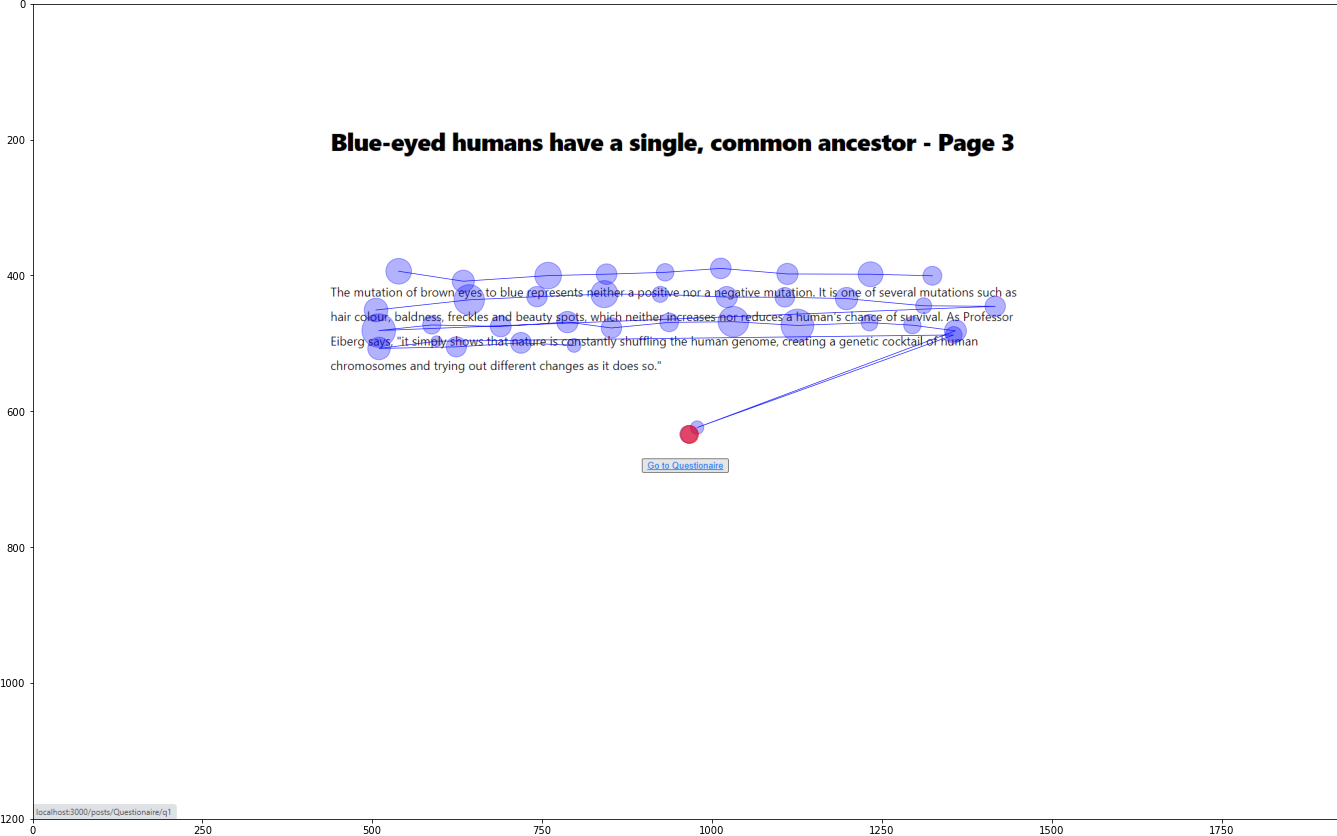 0
200
Blue-eyed humans have a single, common ancestor - Page 3
400
The mutation of brown eyes to blue represents neither a positive nor a negative mutation. It is one of several mutations such as
hair colour, baldness, freckles and beauty spots, which neither increases nor reduces a human's chance of survival. As Professor
Eiberg says, "it simply shows that nature is constantly shuffling the human genome, creating a genetic cocktail of human
chromosomes and trying out different changes as it does so."
600
Go to Questionaire
800
1000
localhost:3000/posts/Questionaire/q1
1200
0 250 500 750 1000 1250 1500 1750